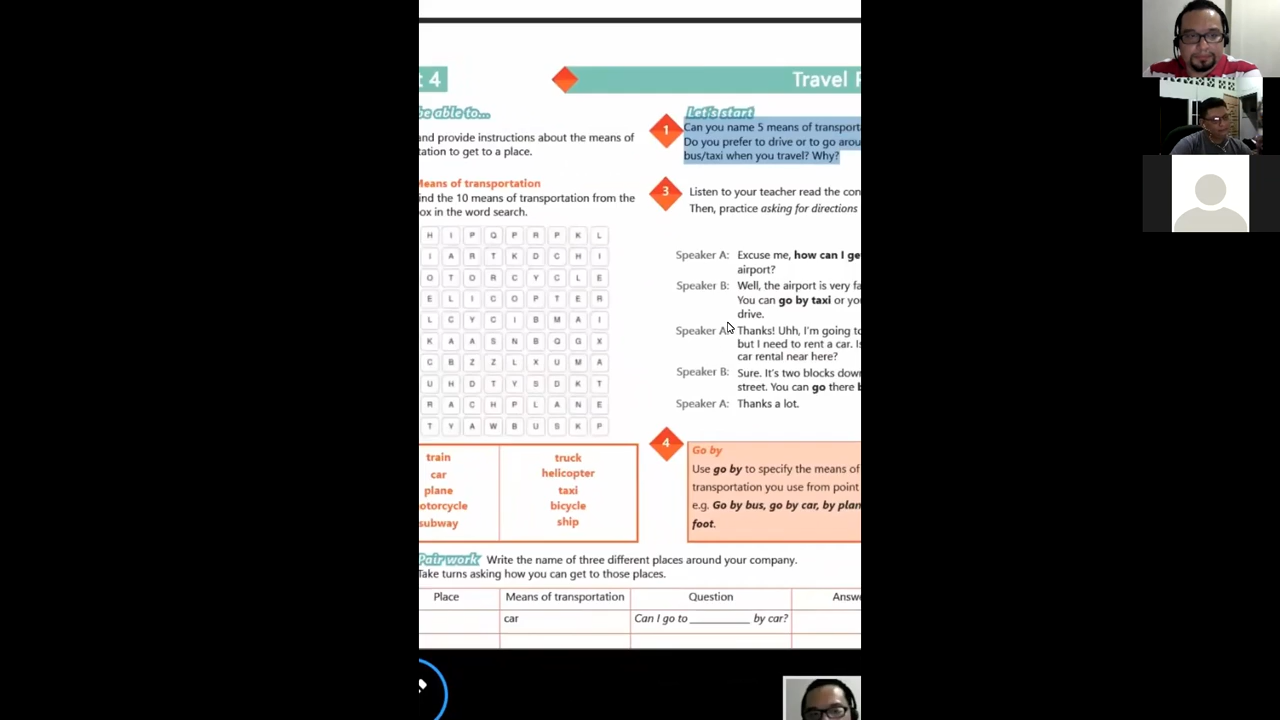 t 4
Travel
be able to...
and provide instructions about the means of
tation to get to a place.
Means of transportation
ind the 10 means of transportation from the
ox in the word search.
H I P Q P R P K L
I A R T K D C H I
O T O R C Y C L E
E L I C O P T E R
L C Y C I B M A I
K A A S N B Q G X
C B Z Z L X U M A
U H D T Y S D K T
R A C H P L A N E
T Y A W B U S K P
train
car
plane
otorcycle
subway
truck
helicopter
taxi
bicycle
ship
Let's start
1
Can you name 5 means of transporta
Do you prefer to drive or to go arou
bus/taxi when you travel? Why?
3
Listen to your teacher read the con
Then, practice asking for directions
Speaker A: Excuse me, how can I ge
airport?
Speaker B: Well, the airport is very fa
You can go by taxi or yo
drive.
Speaker A: Thanks! Uhh, I'm going to
but I need to rent a car. Is
car rental near here?
Speaker B: Sure. It's two blocks dow
street. You can go there b
Speaker A: Thanks a lot.
4
Go by
Use go by to specify the means of
transportation you use from point
e.g. Go by bus, go by car, by plan
foot.
Pair work Write the name of three different places around your company.
Take turns asking how you can get to those places.
Place Means of transportation Question Answ
car Can I go to __________ by car?